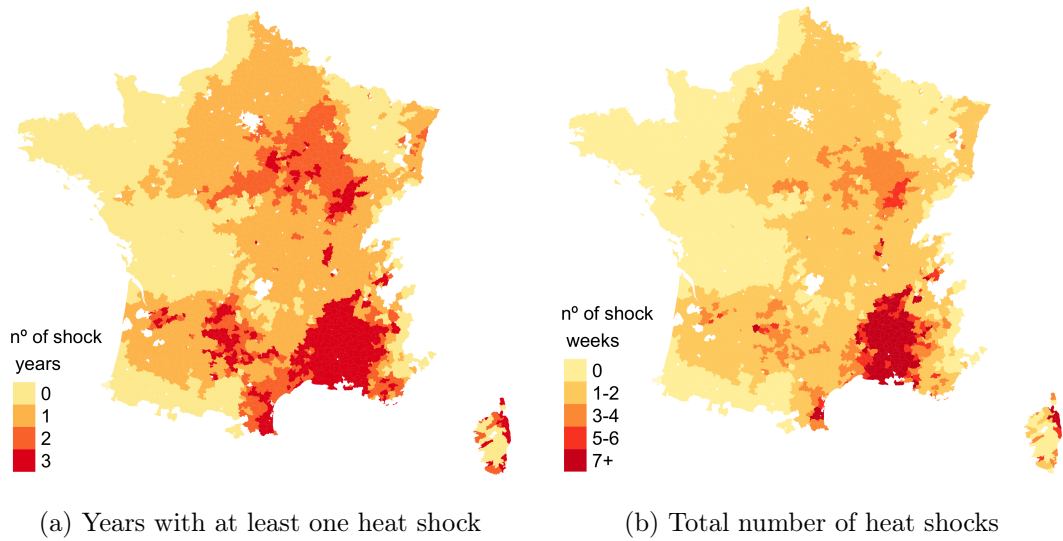 nº of shock
years
0
1
2
3
(a) Years with at least one heat shock
nº of shock
weeks
0
1-2
3-4
5-6
7+
(b) Total number of heat shocks